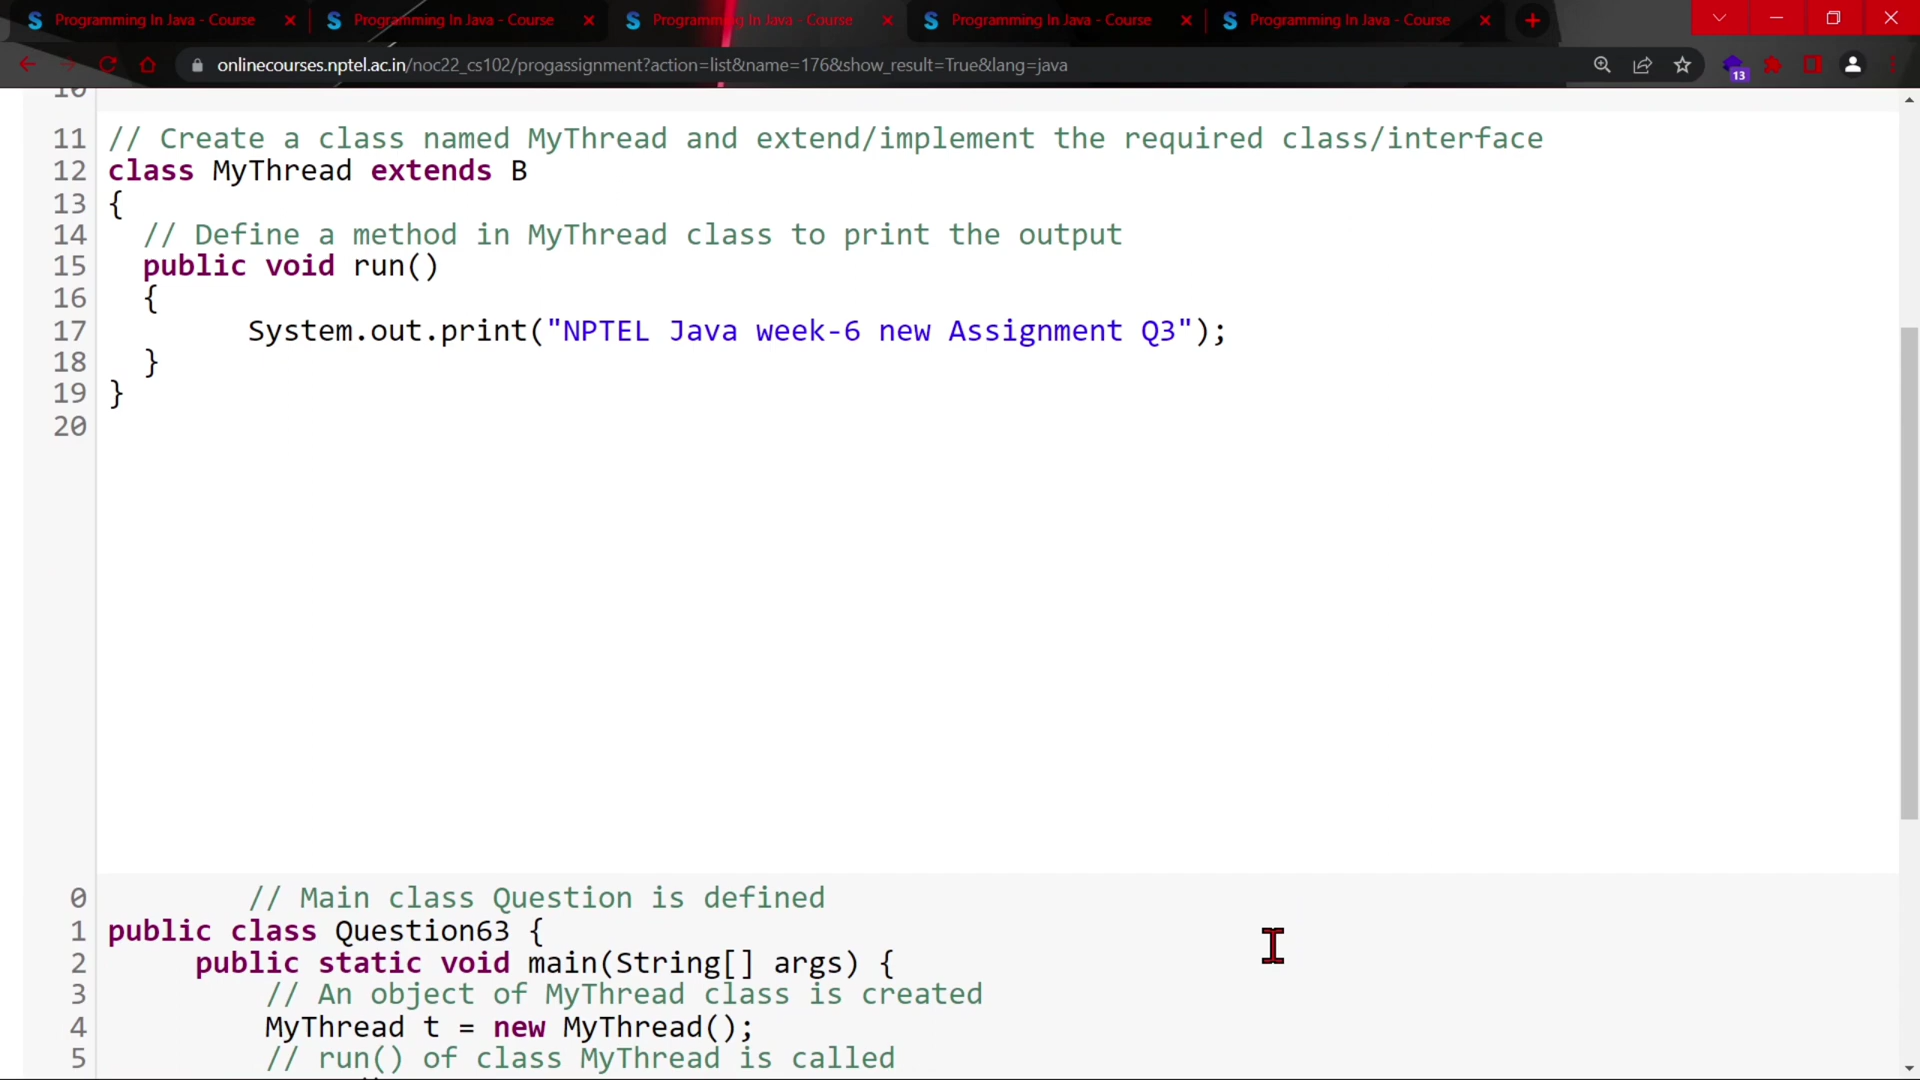 Programming In Java - Course
Programming In Java - Course
Programming In Java - Course
Programming In Java - Course
Programming In Java - Course
onlinecourses.nptel.ac.in/noc22_cs102/progassignment?action=list&name=176&show_result=True&lang=java
13
10
11 // Create a class named MyThread and extend/implement the required class/interface
12 class MyThread extends B
13 {
14 // Define a method in MyThread class to print the output
15 public void run()
16 {
17 System.out.print("NPTEL Java week-6 new Assignment Q3");
18 }
19 }
20
0 // Main class Question is defined
1 public class Question63 {
2 public static void main(String[] args) {
3 // An object of MyThread class is created
4 MyThread t = new MyThread();
5 // run() of class MyThread is called